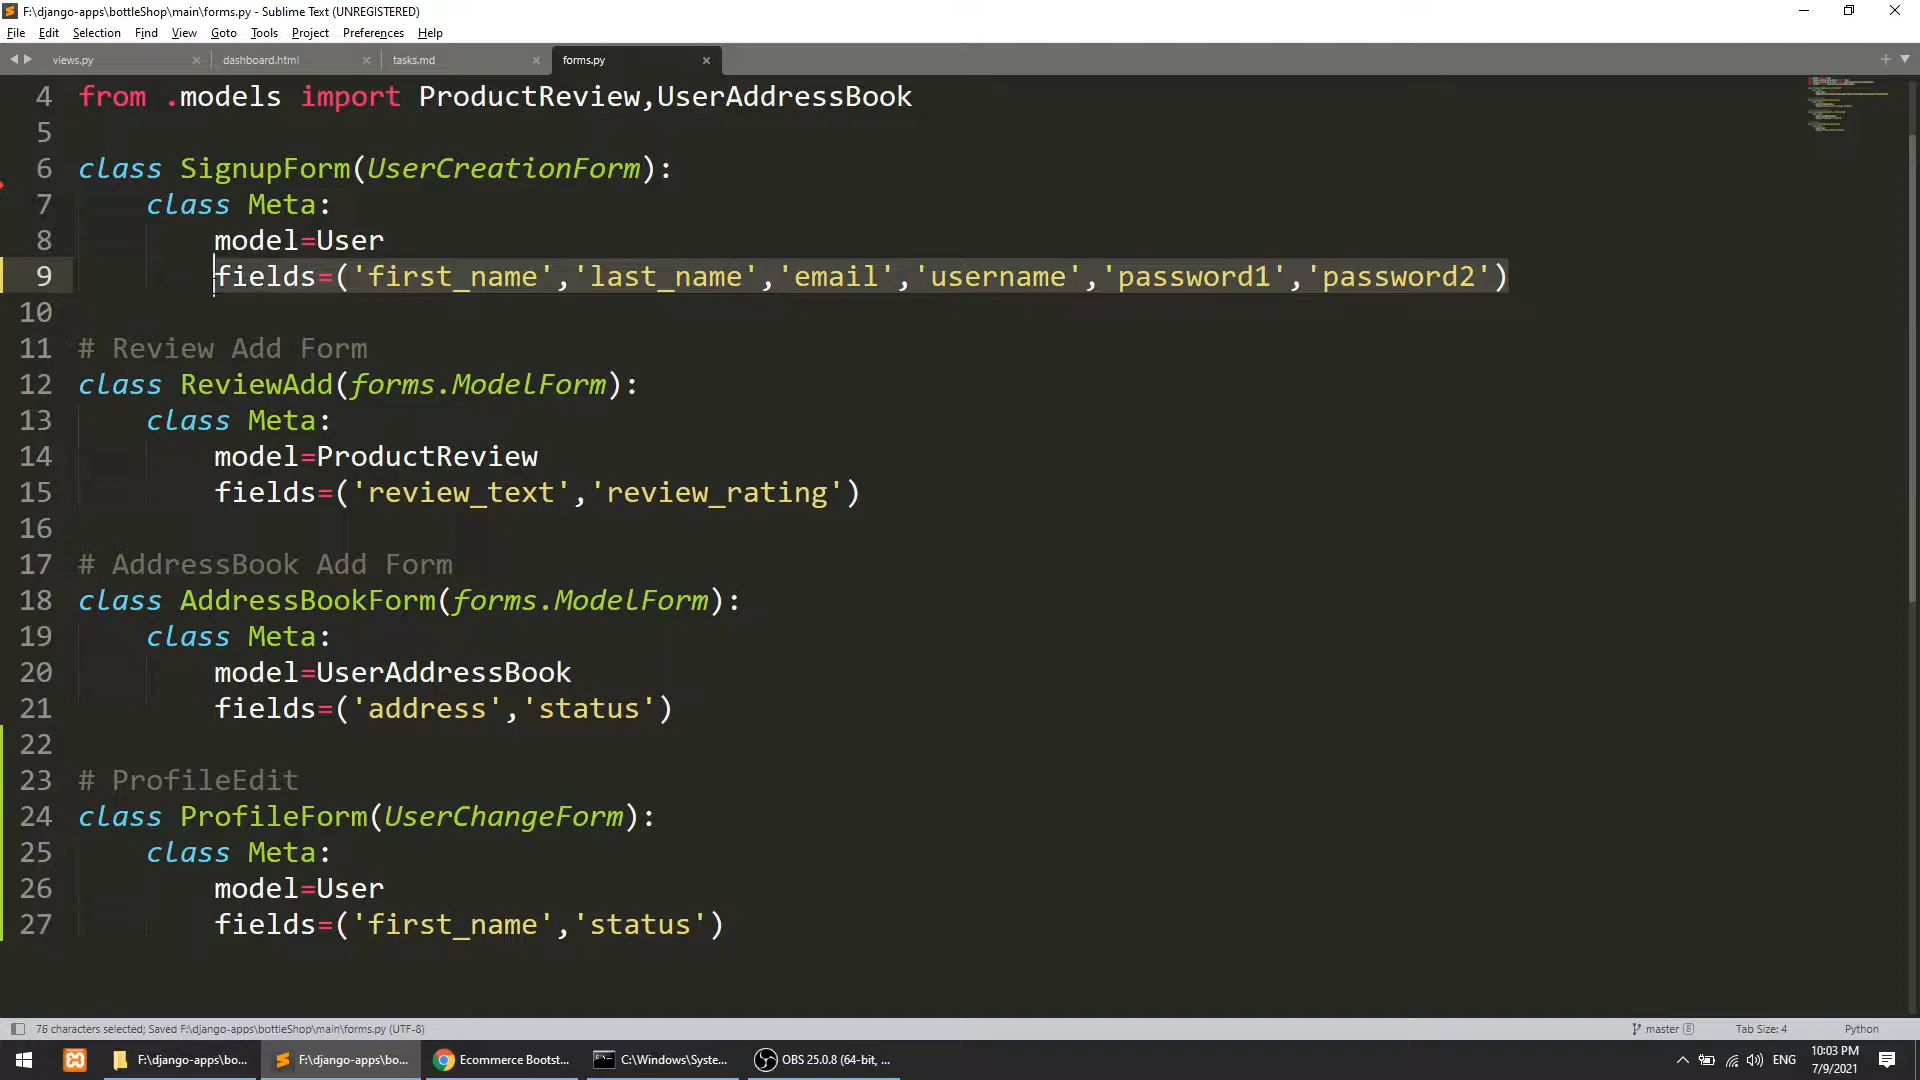 F:\django-apps\bottleShop\main\forms.py - Sublime Text (UNREGISTERED)
File Edit Selection Find View Goto Tools Project Preferences Help
views.py dashboard.html tasks.md forms.py
4 from .models import ProductReview,UserAddressBook
5
6 class SignupForm(UserCreationForm):
7 class Meta:
8 model=User
9 fields=('first_name','last_name','email','username','password1','password2')
10
11 # Review Add Form
12 class ReviewAdd(forms.ModelForm):
13 class Meta:
14 model=ProductReview
15 fields=('review_text','review_rating')
16
17 # AddressBook Add Form
18 class AddressBookForm(forms.ModelForm):
19 class Meta:
20 model=UserAddressBook
21 fields=('address','status')
22
23 # ProfileEdit
24 class ProfileForm(UserChangeForm):
25 class Meta:
26 model=User
27 fields=('first_name','status')
76 characters selected; Saved F:\django-apps\bottleShop\main\forms.py (UTF-8) master 8 Tab Size: 4 Python
F:\django-apps\bo... F:\django-apps\bo... Ecommerce Bootst... C:\Windows\Syste... OBS 25.0.8 (64-bit, ... ENG 10:03 PM
7/9/2021